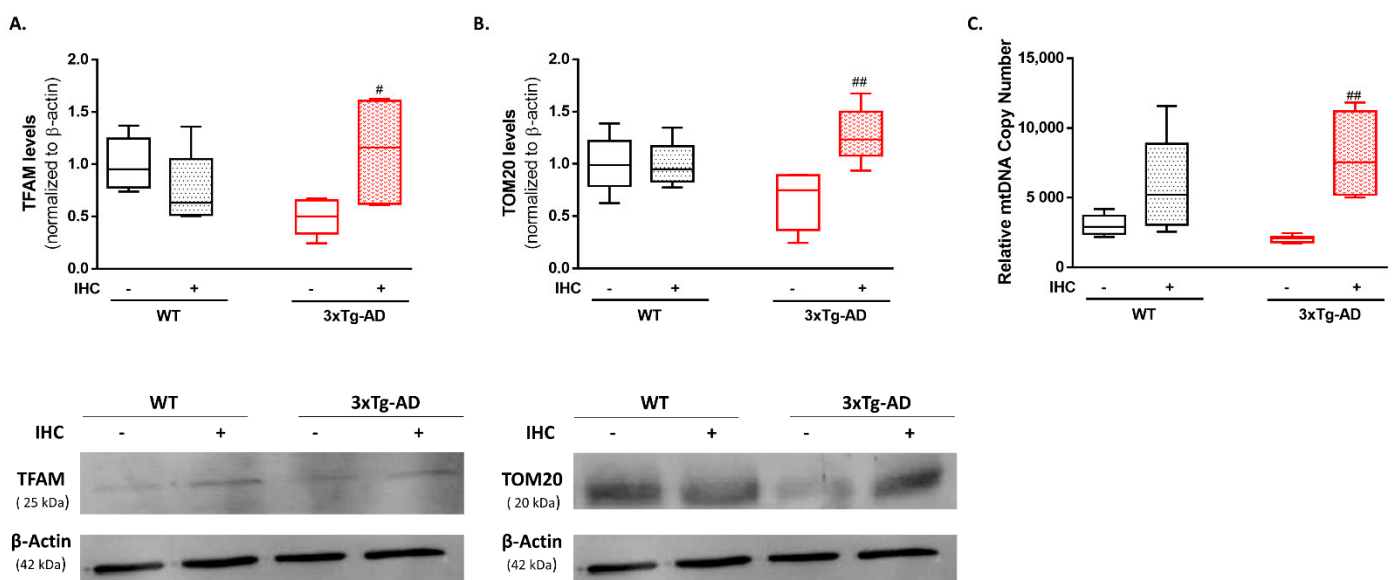 A.
TFAM levels
(normalized to β-actin)
2.0
1.5
1.0
0.5
0.0
#
IHC - + - +
WT 3xTg-AD
B.
TOM20 levels
(normalized to β-actin)
2.0
1.5
1.0
0.5
0.0
##
IHC - + - +
WT 3xTg-AD
C.
Relative mtDNA Copy Number
15,000
10,000
5 000
0
##
IHC - + - +
WT 3xTg-AD
WT 3xTg-AD
IHC - + - +
TFAM
( 25 kDa)
β-Actin
(42 kDa)
WT 3xTg-AD
IHC - + - +
TOM20
( 20 kDa)
β-Actin
(42 kDa)